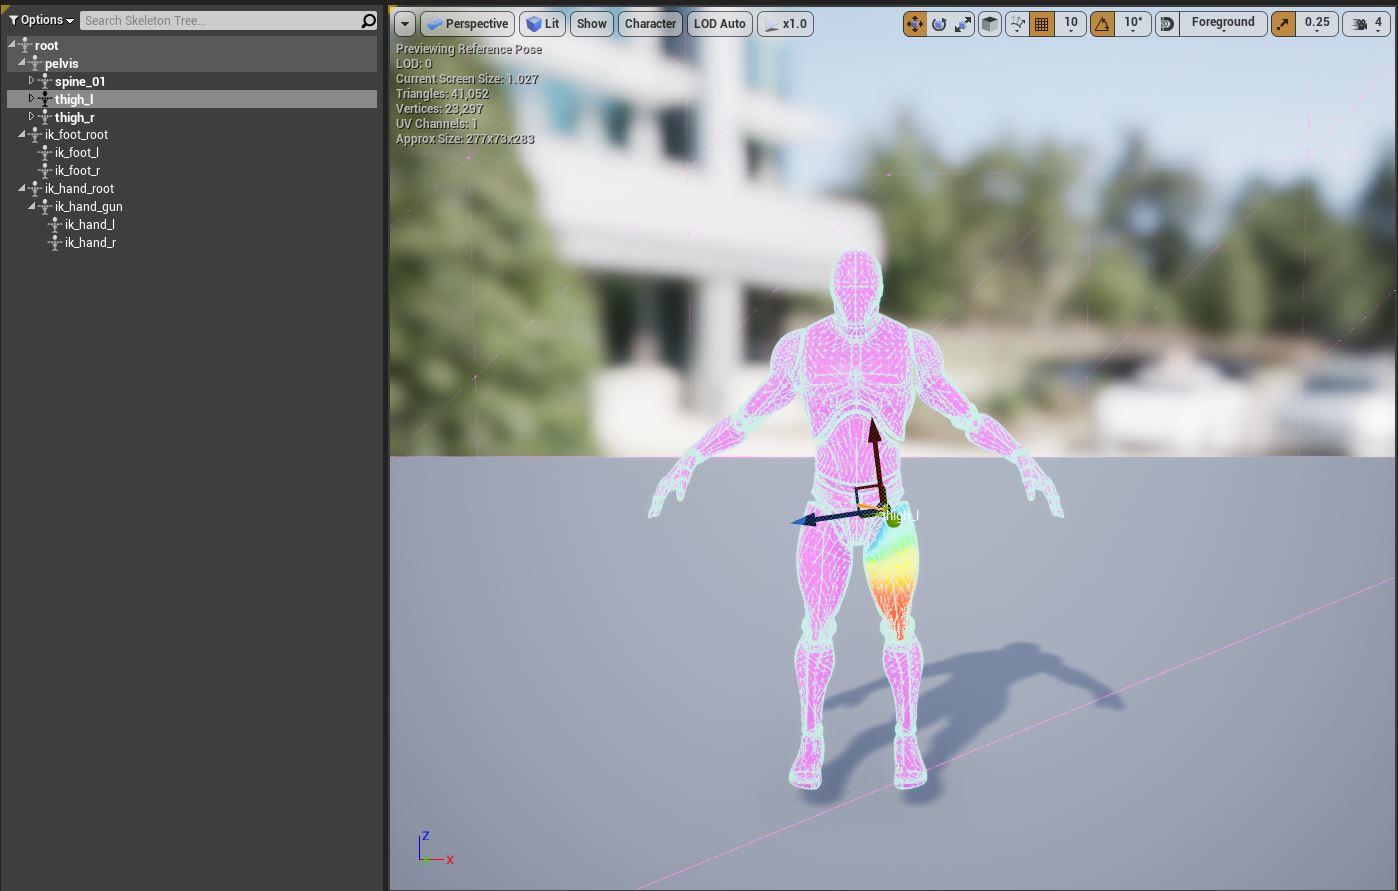 Options
Search Skeleton Tree...
root
pelvis
spine_01
thigh_l
thigh_r
ik_foot_root
ik_foot_l
ik_foot_r
ik_hand_root
ik_hand_gun
ik_hand_l
ik_hand_r
Perspective Lit Show Character LOD Auto x1.0 10 10° Foreground 0.25 4
Previewing Reference Pose
LOD: 0
Current Screen Size: 1.027
Triangles: 41,052
Vertices: 23,297
UV Channels: 1
Approx Size: 277x73x283
thigh_l
Z
X